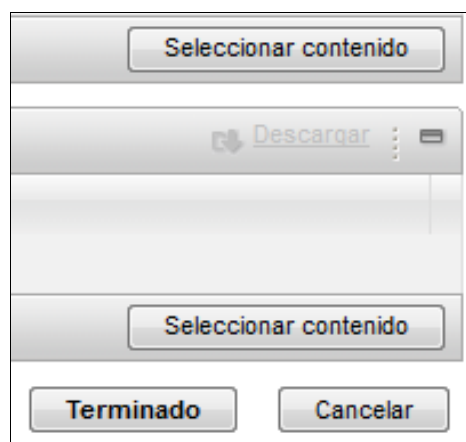 Seleccionar contenido
Descargar
Seleccionar contenido
Terminado Cancelar